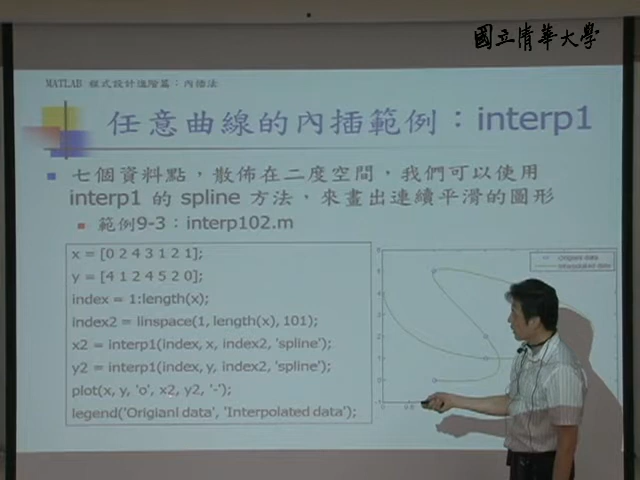 國立清華大學
MATLAB 程式設計進階篇：內插法
任意曲線的內插範例：interp1
七個資料點，散佈在二度空間，我們可以使用
interp1 的 spline 方法，來畫出連續平滑的圖形
範例9-3：interp102.m
x = [0 2 4 3 1 2 1];
y = [4 1 2 4 5 2 0];
index = 1:length(x);
index2 = linspace(1, length(x), 101);
x2 = interp1(index, x, index2, 'spline');
y2 = interp1(index, y, index2, 'spline');
plot(x, y, 'o', x2, y2, '-');
legend('Origianl data', 'Interpolated data');
Origianl data
Interpolated data